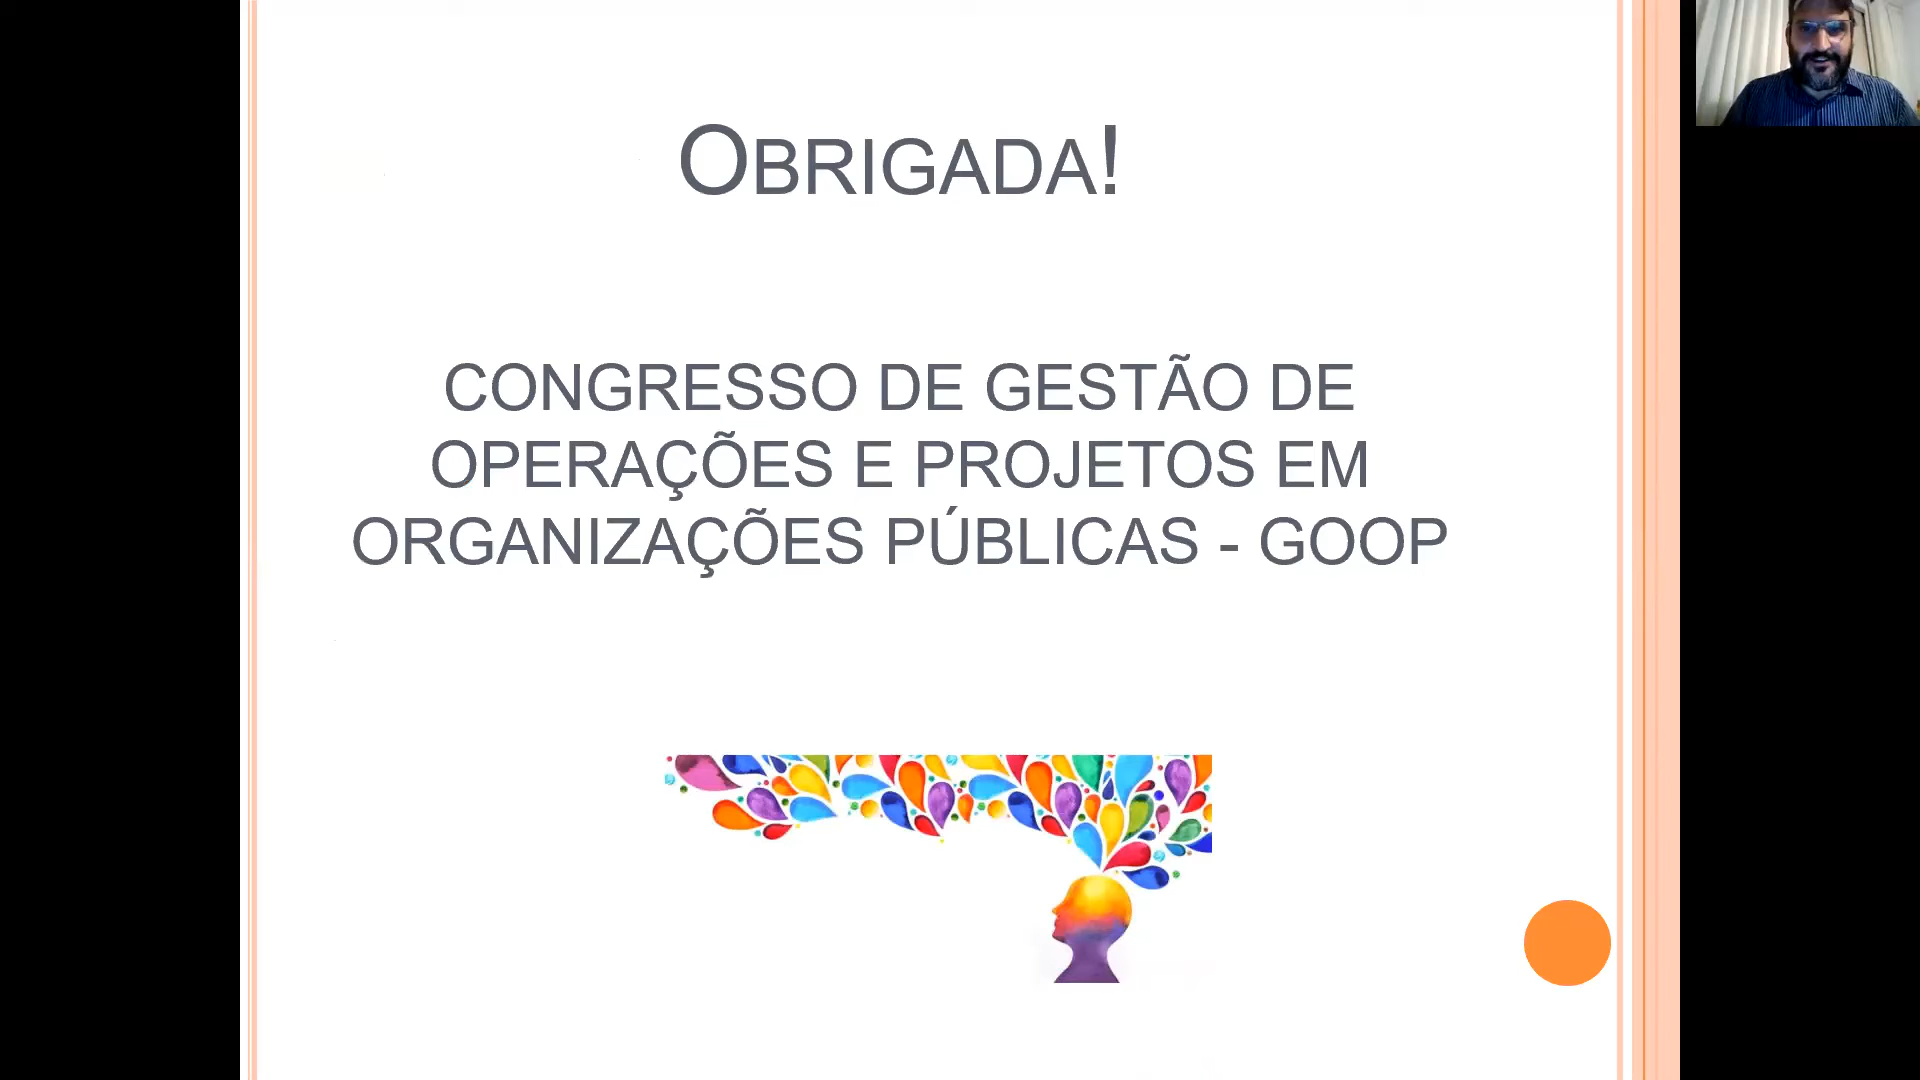 OBRIGADA!
CONGRESSO DE GESTÃO DE
OPERAÇÕES E PROJETOS EM
ORGANIZAÇÕES PÚBLICAS - GOOP